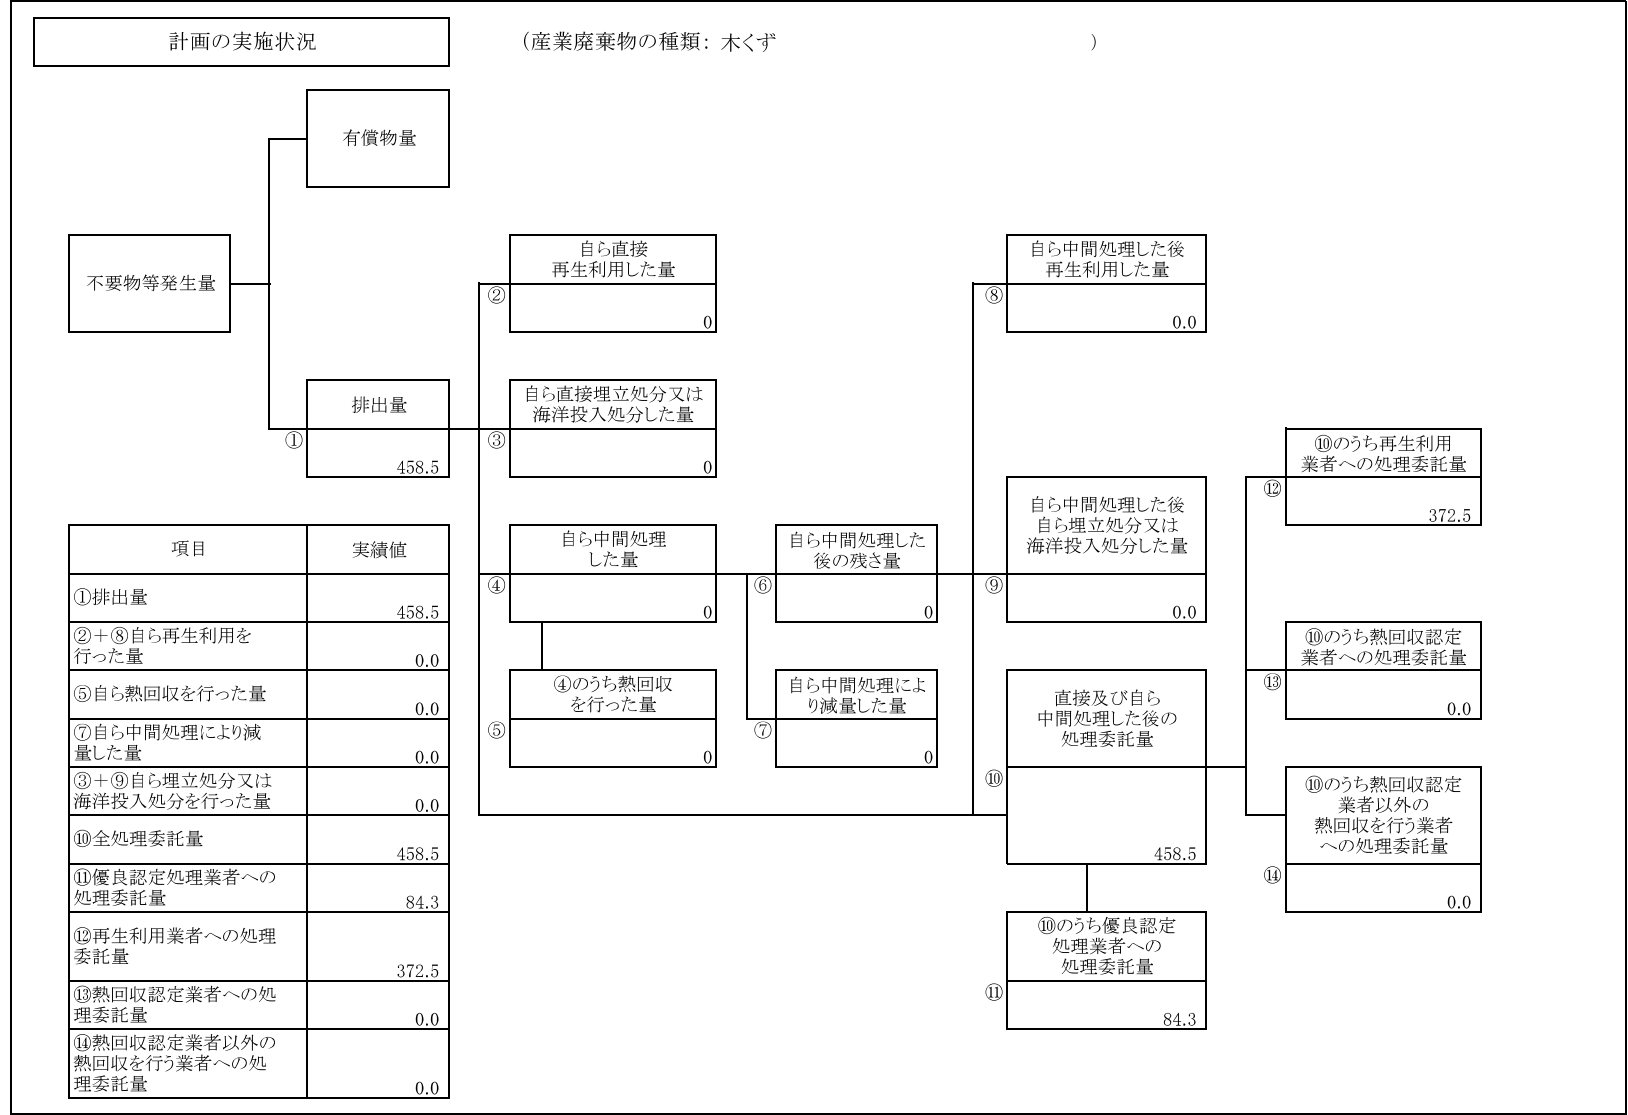 計画の実施状況
（産業廃棄物の種類：木くず　）
有償物量
不要物等発生量
自ら直接
再生利用した量
②
0
自ら中間処理した後
再生利用した量
⑧
0.0
排出量
①
458.5
自ら直接埋立処分又は
海洋投入処分した量
③
0
⑩のうち再生利用
業者への処理委託量
⑫
372.5
自ら中間処理した後
自ら埋立処分又は
海洋投入処分した量
⑨
0.0
自ら中間処理
した量
④
0
自ら中間処理した
後の残さ量
⑥
0
⑩のうち熱回収認定
業者への処理委託量
⑬
0.0
④のうち熱回収
を行った量
⑤
0
自ら中間処理によ
り減量した量
⑦
0
直接及び自ら
中間処理した後の
処理委託量
⑩
458.5
⑩のうち熱回収認定
業者以外の
熱回収を行う業者
への処理委託量
⑭
0.0
⑩のうち優良認定
処理業者への
処理委託量
⑪
84.3
項目 実績値
①排出量
458.5
②＋⑧自ら再生利用を
行った量
0.0
⑤自ら熱回収を行った量
0.0
⑦自ら中間処理により減
量した量
0.0
③＋⑨自ら埋立処分又は
海洋投入処分を行った量
0.0
⑩全処理委託量
458.5
⑪優良認定処理業者への
処理委託量
84.3
⑫再生利用業者への処理
委託量
372.5
⑬熱回収認定業者への処
理委託量
0.0
⑭熱回収認定業者以外の
熱回収を行う業者への処
理委託量
0.0